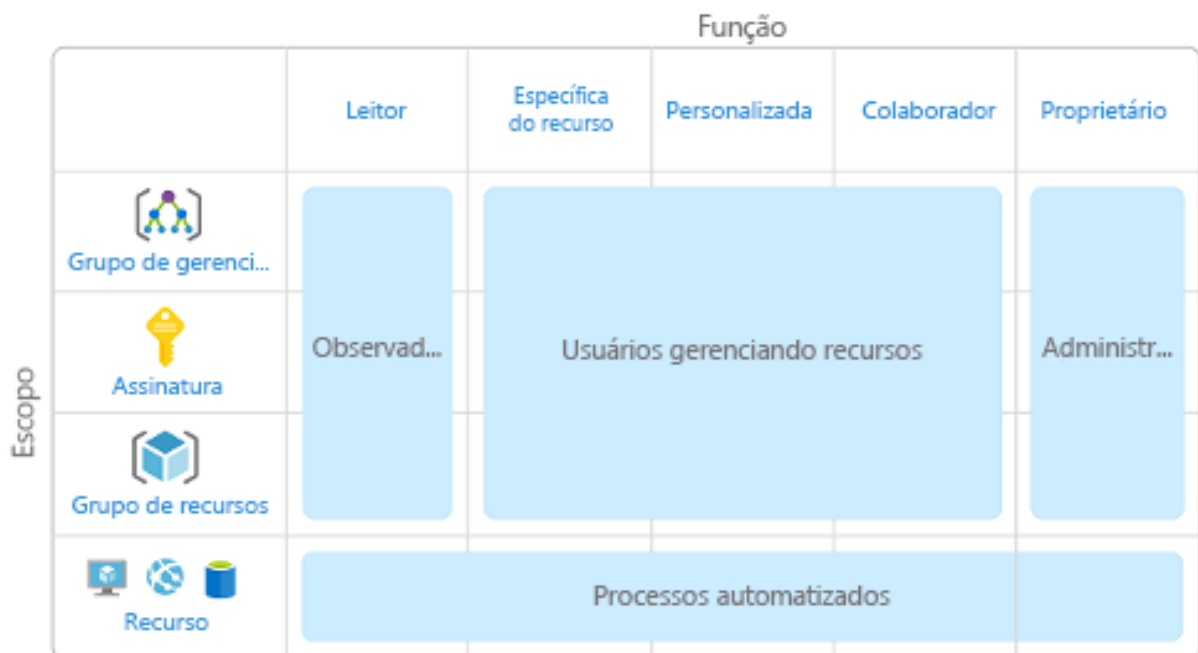 Função
Leitor
Específica
do recurso
Personalizada
Colaborador
Proprietário
Escopo
Grupo de gerenci...
Assinatura
Grupo de recursos
Recurso
Observad...
Usuários gerenciando recursos
Administr...
Processos automatizados